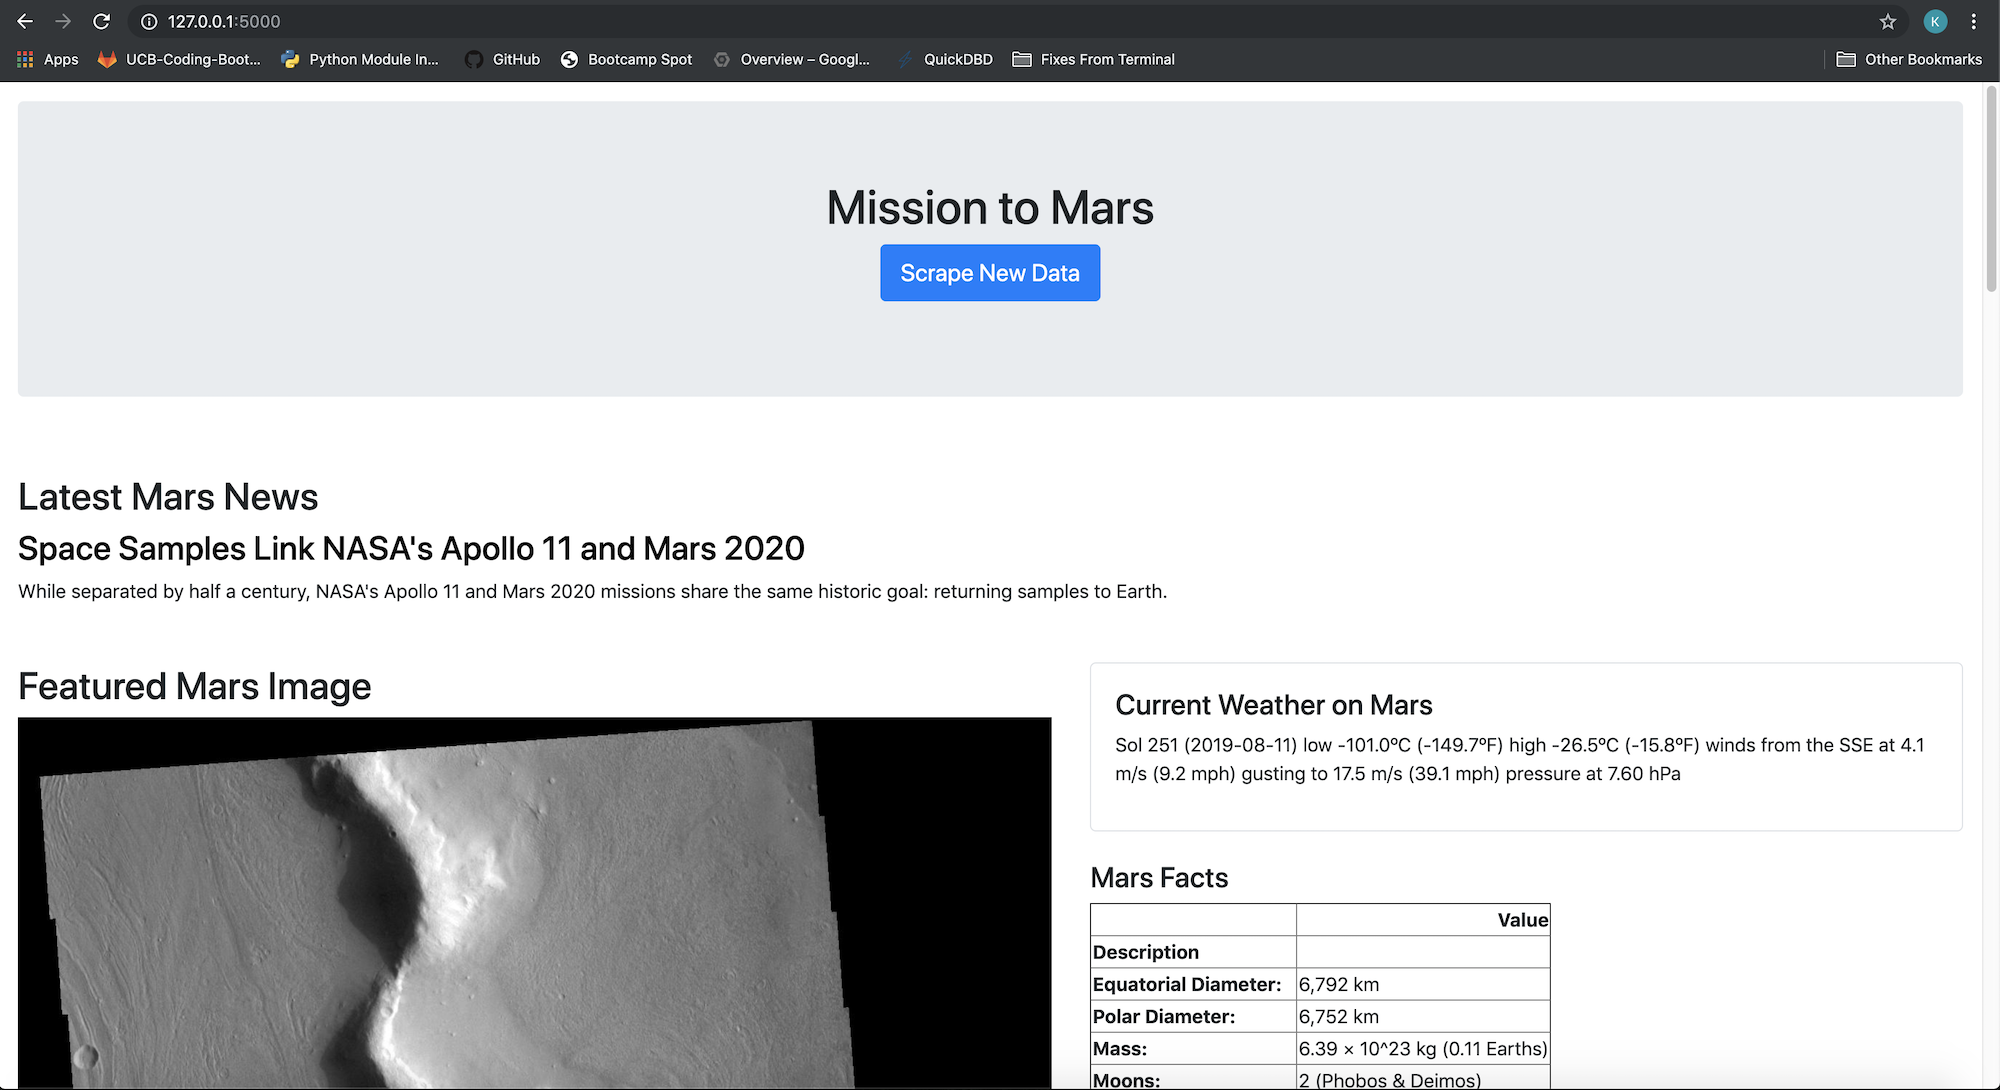 127.0.0.1:5000
K
Apps
UCB-Coding-Boot...
Python Module In...
GitHub
Bootcamp Spot
Overview – Googl...
QuickDBD
Fixes From Terminal
Other Bookmarks
Mission to Mars
Scrape New Data
Latest Mars News
Space Samples Link NASA's Apollo 11 and Mars 2020
While separated by half a century, NASA's Apollo 11 and Mars 2020 missions share the same historic goal: returning samples to Earth.
Featured Mars Image
Current Weather on Mars
Sol 251 (2019-08-11) low -101.0ºC (-149.7ºF) high -26.5ºC (-15.8ºF) winds from the SSE at 4.1
m/s (9.2 mph) gusting to 17.5 m/s (39.1 mph) pressure at 7.60 hPa
Mars Facts
Value
Description
Equatorial Diameter: 6,792 km
Polar Diameter: 6,752 km
Mass: 6.39 × 10^23 kg (0.11 Earths)
Moons: 2 (Phobos & Deimos)